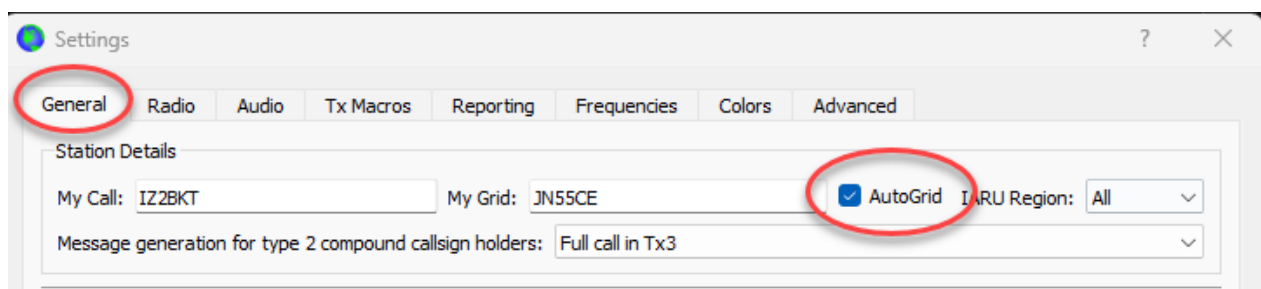 Settings ?
General Radio Audio Tx Macros Reporting Frequencies Colors Advanced
Station Details
My Call: IZ2BKT My Grid: JN55CE AutoGrid IARU Region: All
Message generation for type 2 compound callsign holders: Full call in Tx3